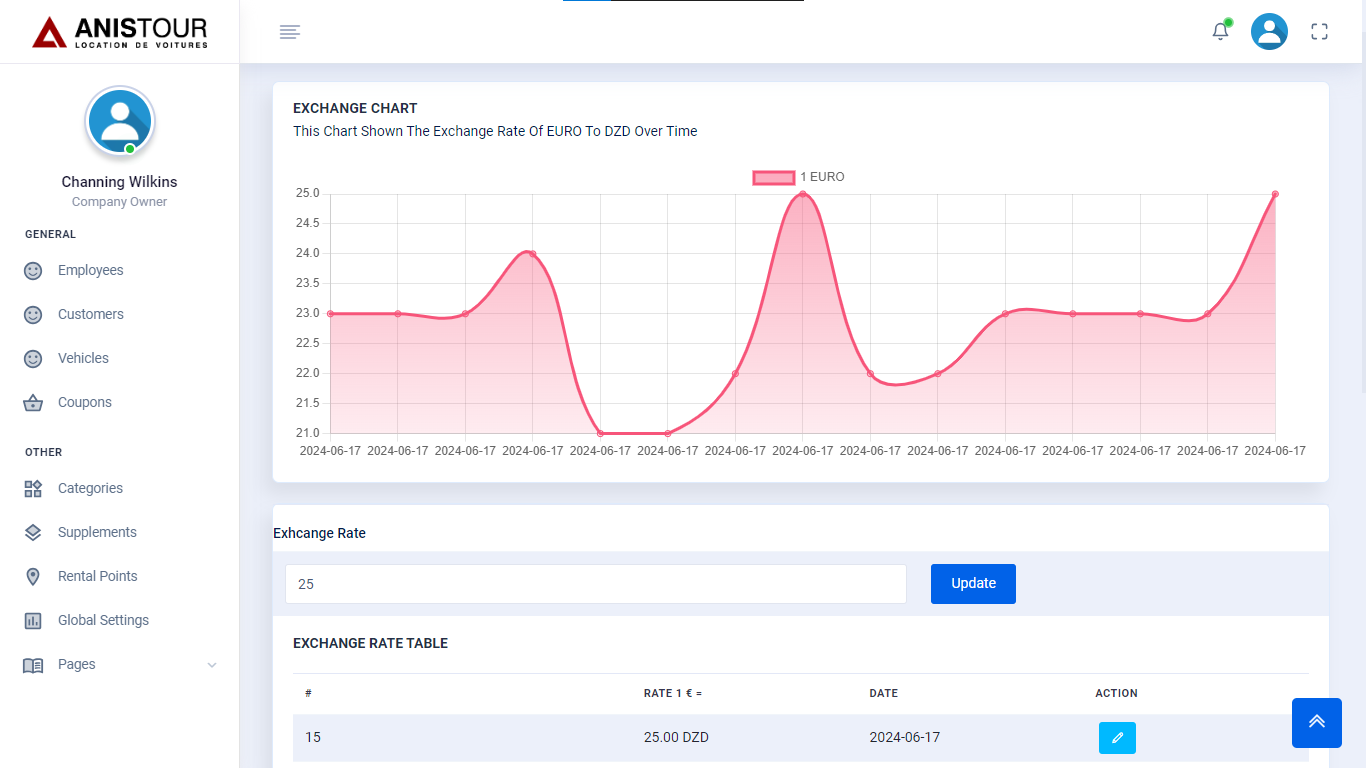 ANISTOUR
LOCATION DE VOITURES
Channing Wilkins
Company Owner
GENERAL
Employees
Customers
Vehicles
Coupons
OTHER
Categories
Supplements
Rental Points
Global Settings
Pages
EXCHANGE CHART
This Chart Shown The Exchange Rate Of EURO To DZD Over Time
1 EURO
25.0
24.5
24.0
23.5
23.0
22.5
22.0
21.5
21.0
2024-06-17 2024-06-17 2024-06-17 2024-06-17 2024-06-17 2024-06-17 2024-06-17 2024-06-17 2024-06-17 2024-06-17 2024-06-17 2024-06-17 2024-06-17 2024-06-17 2024-06-17
Exhcange Rate
25 Update
EXCHANGE RATE TABLE
# RATE 1 € = DATE ACTION
15 25.00 DZD 2024-06-17